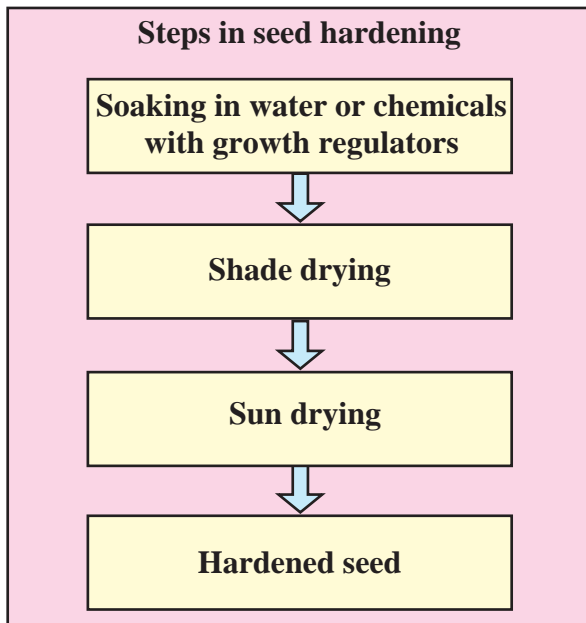 Steps in seed hardening
Soaking in water or chemicals
with growth regulators
Shade drying
Sun drying
Hardened seed